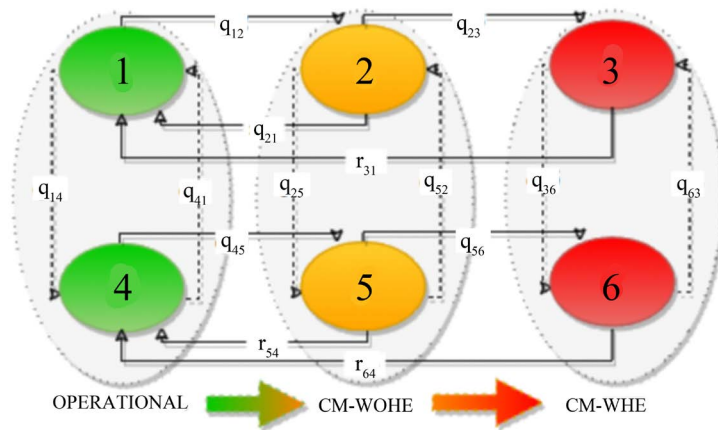 q12 q23
1 2 3
q21
r31
q14 q41 q25 q52 q36 q63
q45 q56
4 5 6
r54
r64
OPERATIONAL CM-WOHE CM-WHE